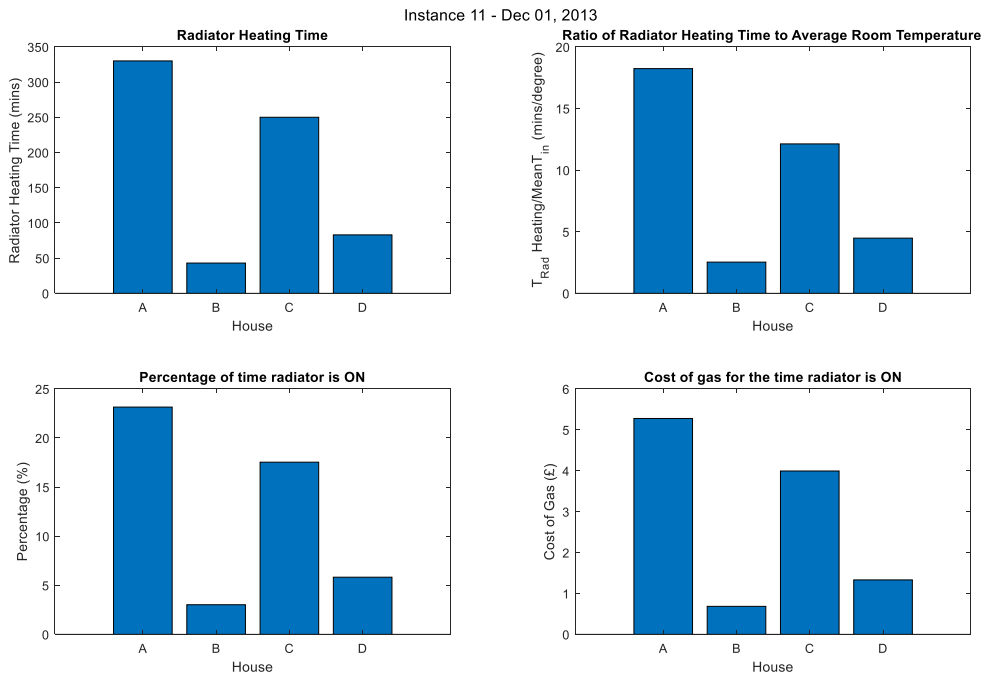 Instance 11 - Dec 01, 2013
Radiator Heating Time
350
300
250
200
150
100
50
0
Radiator Heating Time (mins)
A B C D
House
Ratio of Radiator Heating Time to Average Room Temperature
20
15
10
5
0
T_Rad Heating/MeanT_in (mins/degree)
A B C D
House
Percentage of time radiator is ON
25
20
15
10
5
0
Percentage (%)
A B C D
House
Cost of gas for the time radiator is ON
6
5
4
3
2
1
0
Cost of Gas (£)
A B C D
House